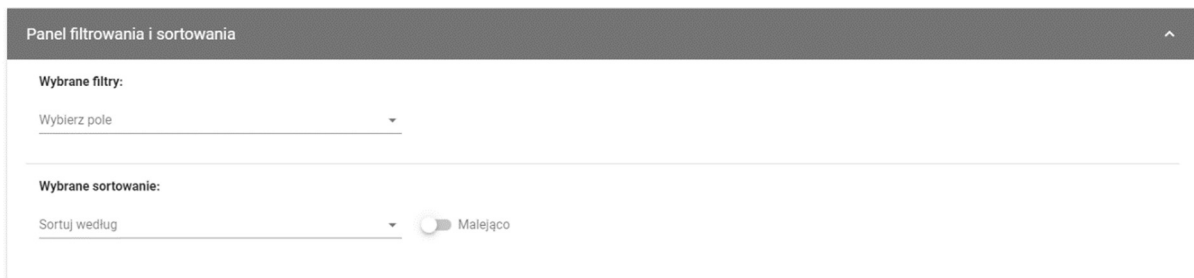 Panel filtrowania i sortowania
Wybrane filtry:
Wybierz pole
Wybrane sortowanie:
Sortuj według
Malejąco